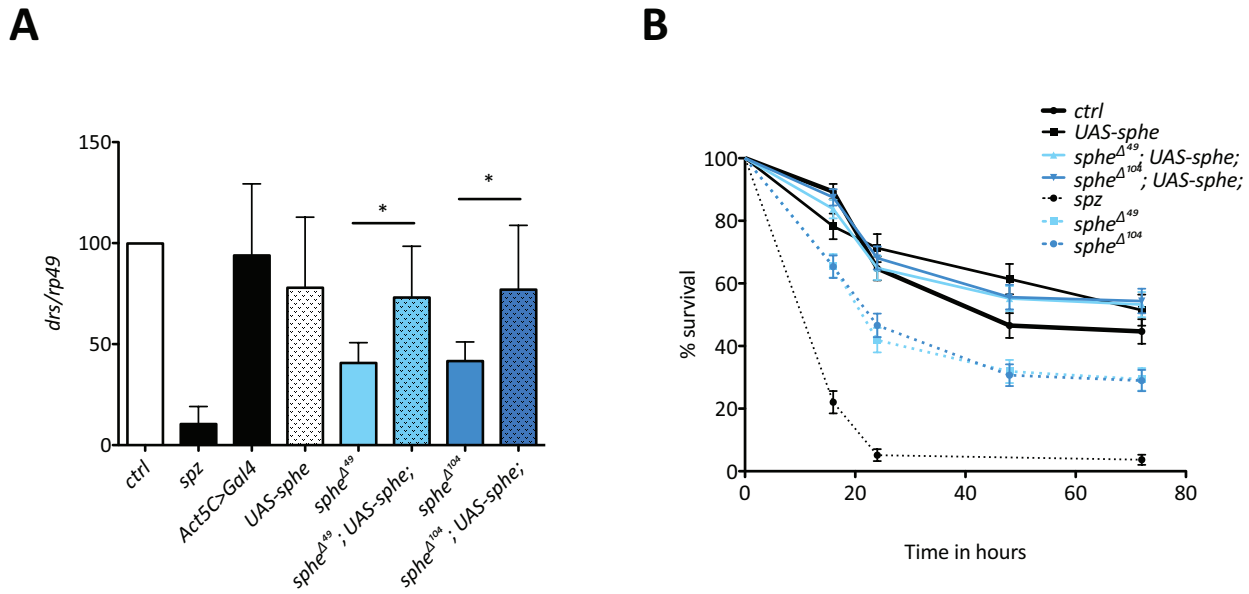 A
B
drs/rp49
150
100
50
0
*
*
ctrl
spz
Act5C>Gal4
UAS-sphe
sphe^Δ49
sphe^Δ49 ; UAS-sphe;
sphe^Δ104
sphe^Δ104 ; UAS-sphe;
ctrl
UAS-sphe
sphe^Δ49; UAS-sphe;
sphe^Δ104; UAS-sphe;
spz
sphe^Δ49
sphe^Δ104
% survival
100
80
60
40
20
0
0
20
40
60
80
Time in hours